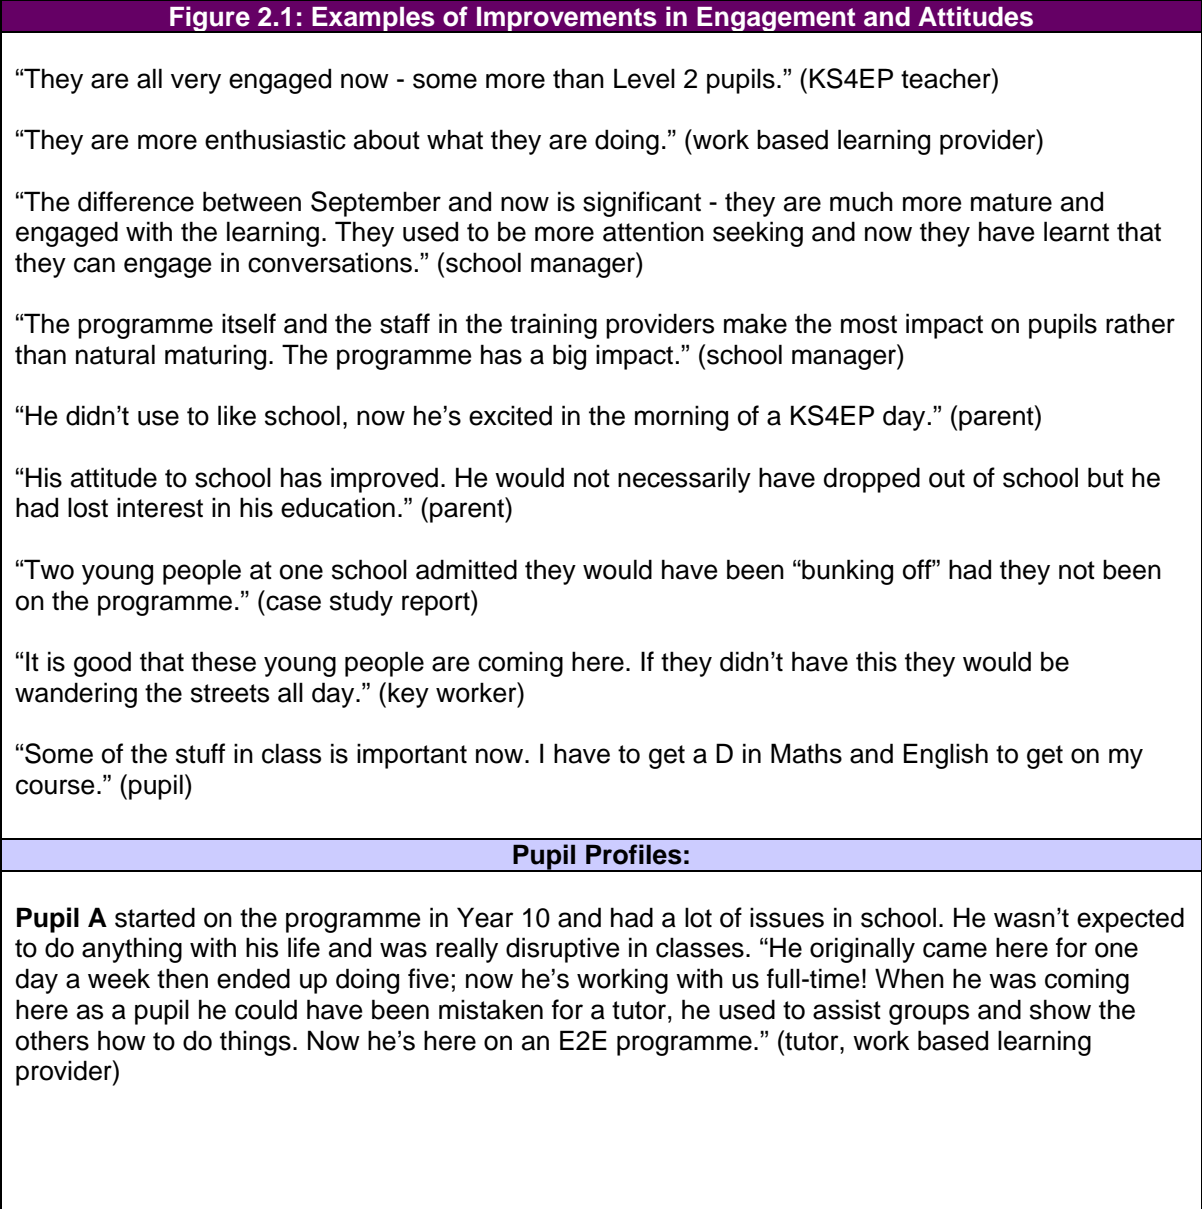 Figure 2.1: Examples of Improvements in Engagement and Attitudes
“They are all very engaged now - some more than Level 2 pupils.” (KS4EP teacher)
“They are more enthusiastic about what they are doing.” (work based learning provider)
“The difference between September and now is significant - they are much more mature and
engaged with the learning. They used to be more attention seeking and now they have learnt that
they can engage in conversations.” (school manager)
“The programme itself and the staff in the training providers make the most impact on pupils rather
than natural maturing. The programme has a big impact.” (school manager)
“He didn’t use to like school, now he’s excited in the morning of a KS4EP day.” (parent)
“His attitude to school has improved. He would not necessarily have dropped out of school but he
had lost interest in his education.” (parent)
“Two young people at one school admitted they would have been “bunking off” had they not been
on the programme.” (case study report)
“It is good that these young people are coming here. If they didn’t have this they would be
wandering the streets all day.” (key worker)
“Some of the stuff in class is important now. I have to get a D in Maths and English to get on my
course.” (pupil)
Pupil Profiles:
Pupil A started on the programme in Year 10 and had a lot of issues in school. He wasn’t expected
to do anything with his life and was really disruptive in classes. “He originally came here for one
day a week then ended up doing five; now he’s working with us full-time! When he was coming
here as a pupil he could have been mistaken for a tutor, he used to assist groups and show the
others how to do things. Now he’s here on an E2E programme.” (tutor, work based learning
provider)